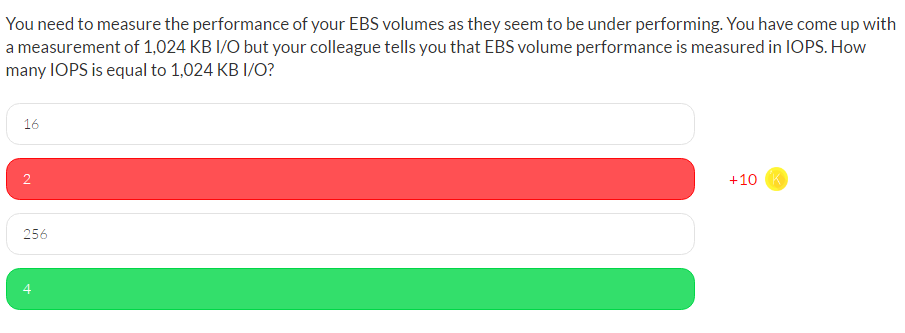 You need to measure the performance of your EBS volumes as they seem to be under performing. You have come up with
a measurement of 1,024 KB I/O but your colleague tells you that EBS volume performance is measured in IOPS. How
many IOPS is equal to 1,024 KB I/O?
16
2
+10 K
256
4